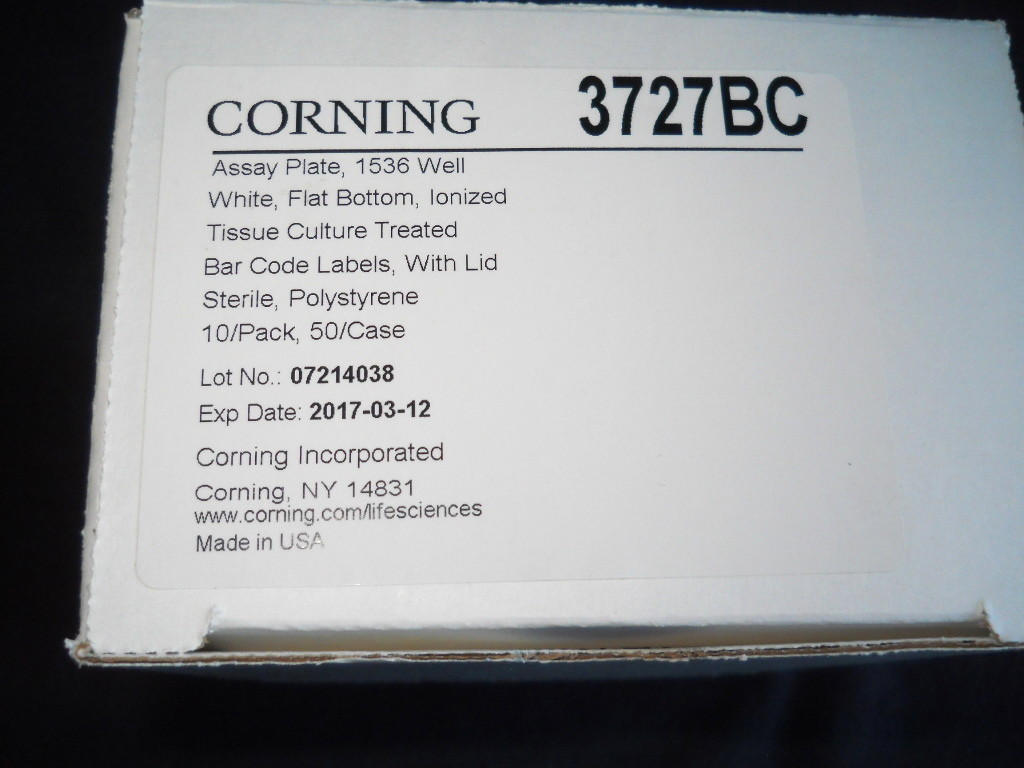 CORNING 3727BC
Assay Plate, 1536 Well
White, Flat Bottom, Ionized
Tissue Culture Treated
Bar Code Labels, With Lid
Sterile, Polystyrene
10/Pack, 50/Case
Lot No.: 07214038
Exp Date: 2017-03-12
Corning Incorporated
Corning, NY 14831
www.corning.com/lifesciences
Made in USA